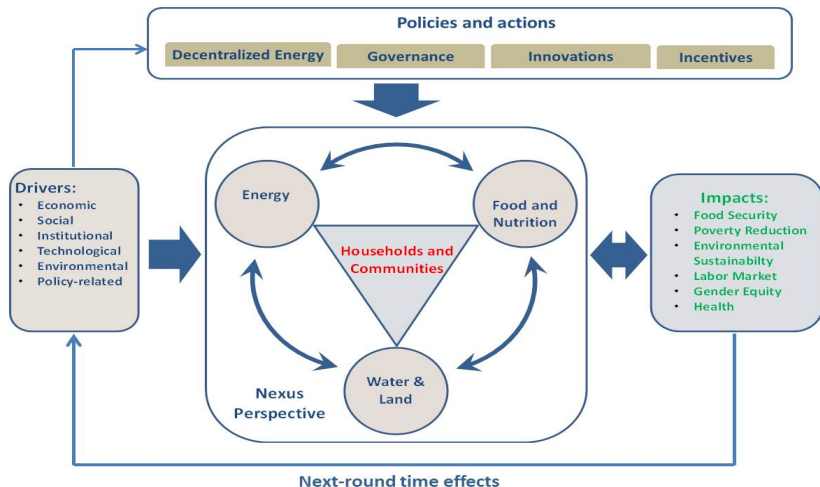 Policies and actions
Decentralized Energy
Governance
Innovations
Incentives
Drivers:
• Economic
• Social
• Institutional
• Technological
• Environmental
• Policy-related
Energy
Food and
Nutrition
Households and
Communities
Water &
Land
Nexus
Perspective
Impacts:
• Food Security
• Poverty Reduction
• Environmental
Sustainabilty
• Labor Market
• Gender Equity
• Health
Next-round time effects